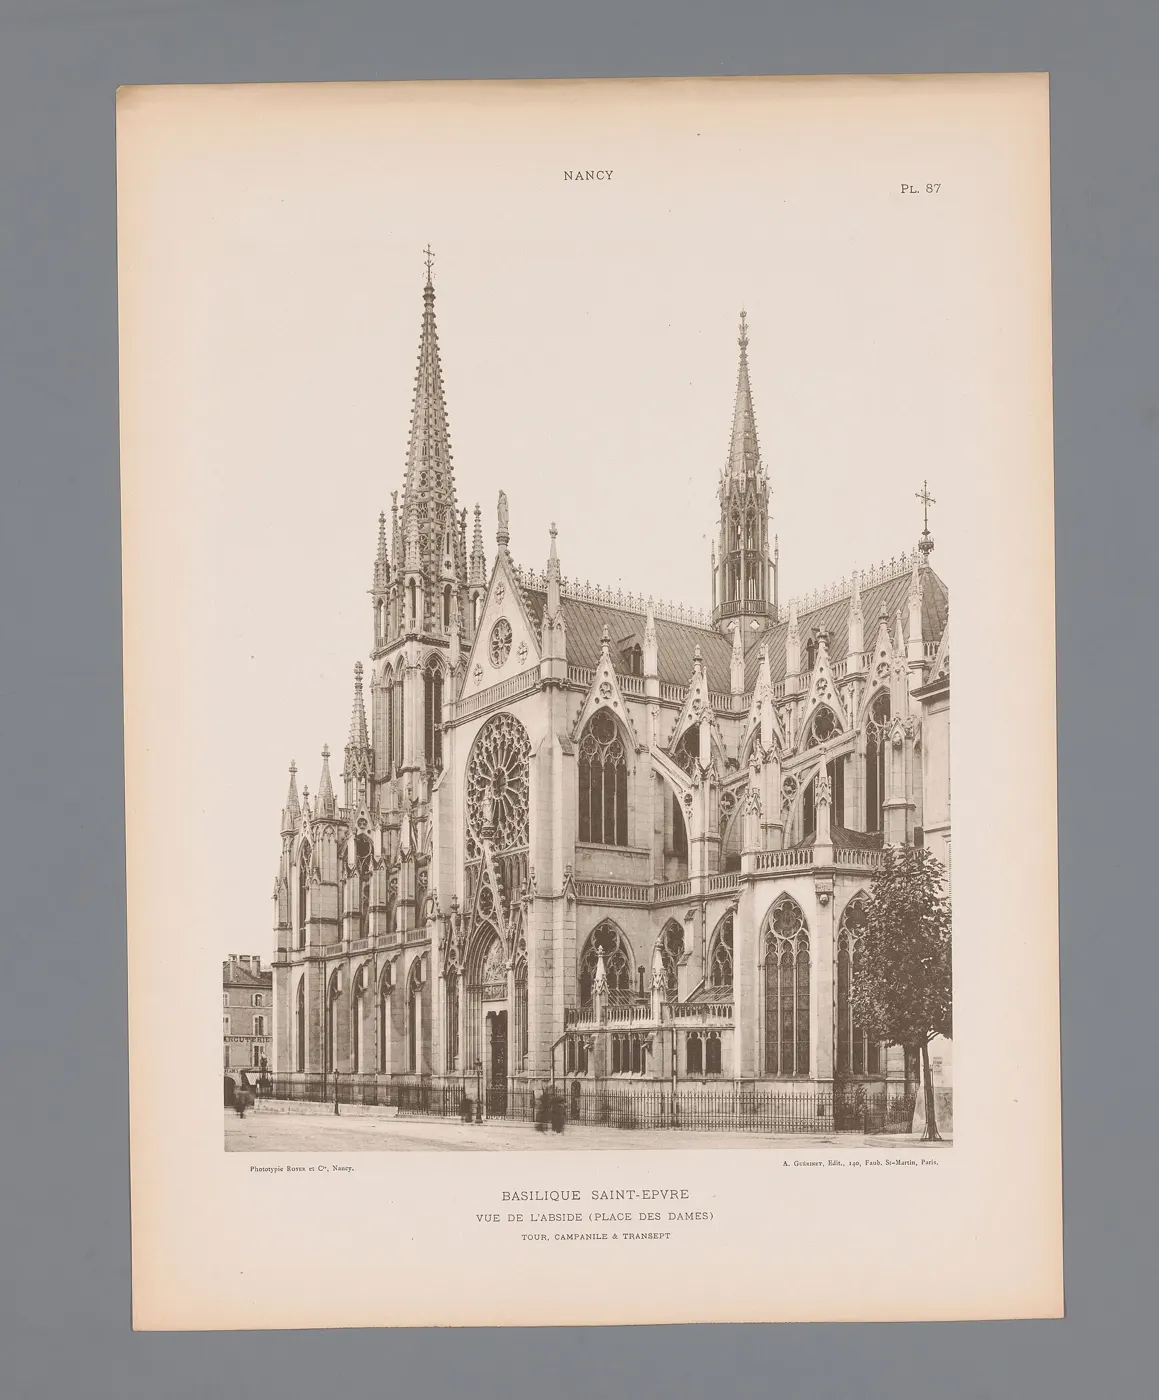 NANCY
PL. 87
ARCUTERIE
Phototypie ROYER et Cie, Nancy.
A. GUÉRINET, Edit., 140, Faub. St-Martin, Paris.
BASILIQUE SAINT-EPVRE
VUE DE L'ABSIDE (PLACE DES DAMES)
TOUR, CAMPANILE & TRANSEPT